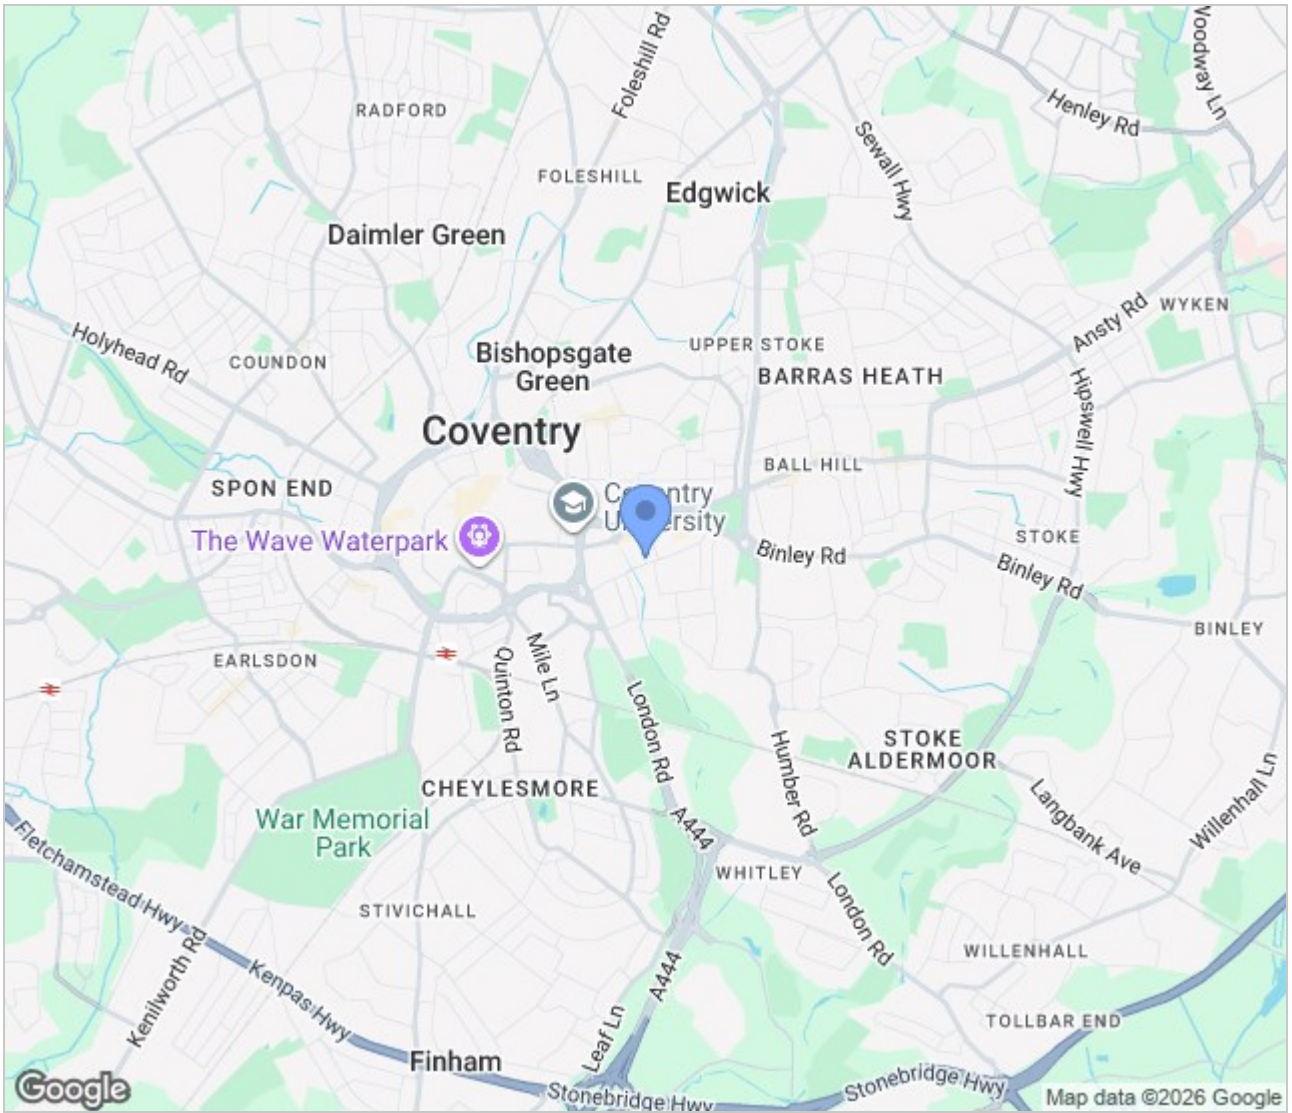 Foleshill Rd
Woodway Ln
RADFORD
Henley Rd
Sewall Hwy
FOLESHILL
Edgwick
Daimler Green
WYKEN
Ansty Rd
Holyhead Rd
UPPER STOKE
COUNDON
Bishopsgate
Green
BARRAS HEATH
Hipswell Hwy
Coventry
BALL HILL
SPON END
Coventry
University
The Wave Waterpark
STOKE
Binley Rd
Binley Rd
BINLEY
EARLSDON
Mile Ln
Quinton Rd
London Rd
STOKE
ALDERMOOR
Humber Rd
CHEYLESMORE
Langbank Ave
Willenhall Ln
War Memorial
Park
A444
Fletchamstead Hwy
WHITLEY
STIVICHALL
London Rd
WILLENHALL
Kenilworth Rd
Kenpas Hwy
A444
TOLLBAR END
Leaf Ln
Finham
Stonebridge Hwy
Stonebridge Hwy
Google
Map data ©2026 Google